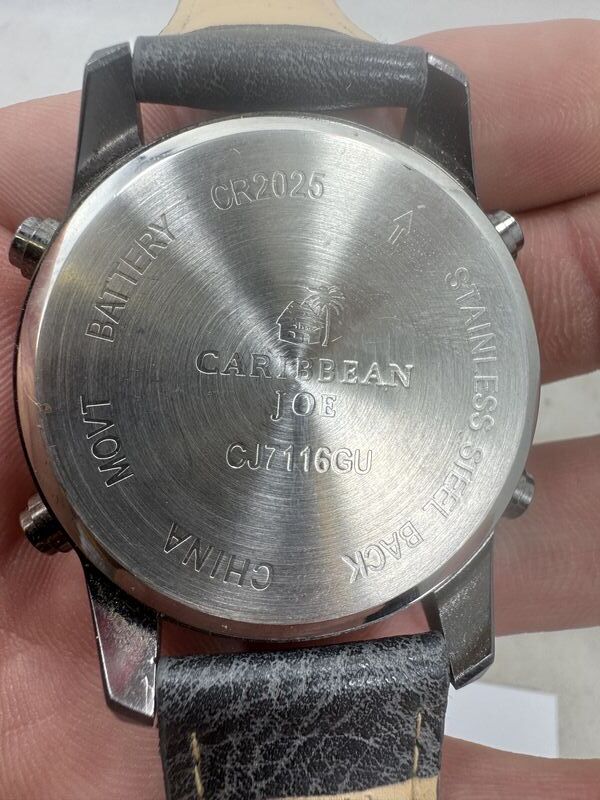 CARIBBEAN
JOE
CJ7116GU
BATTERY CR2025
STAINLESS STEEL BACK
CHINA MOVT